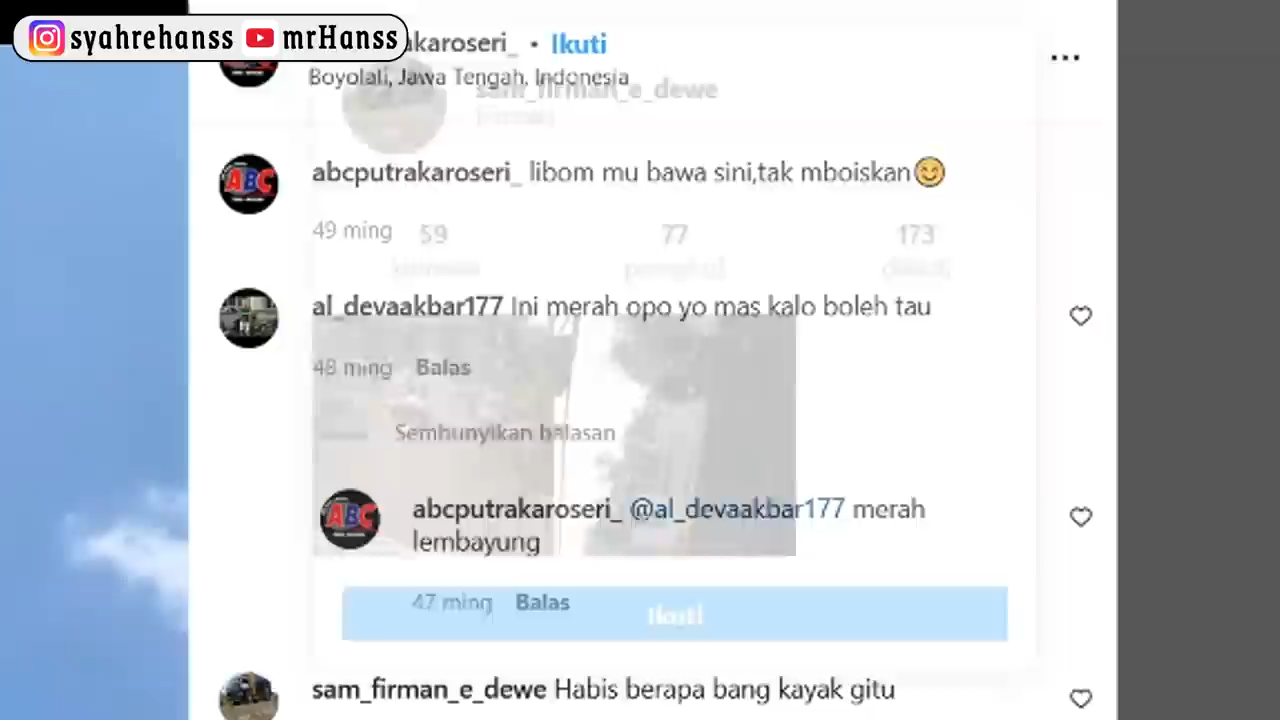 syahrehanss mrHanss
akaroseri_ • Ikuti
Boyolali, Jawa Tengah, Indonesia
sam_firman_e_dewe
abcputrakaroseri_ libom mu bawa sini,tak mboiskan😊
49 ming
59 77 173
al_devaakbar177 Ini merah opo yo mas kalo boleh tau
48 ming Balas
Sembunyikan balasan
abcputrakaroseri_ @al_devaakbar177 merah
lembayung
47 ming Balas
Ikuti
sam_firman_e_dewe Habis berapa bang kayak gitu